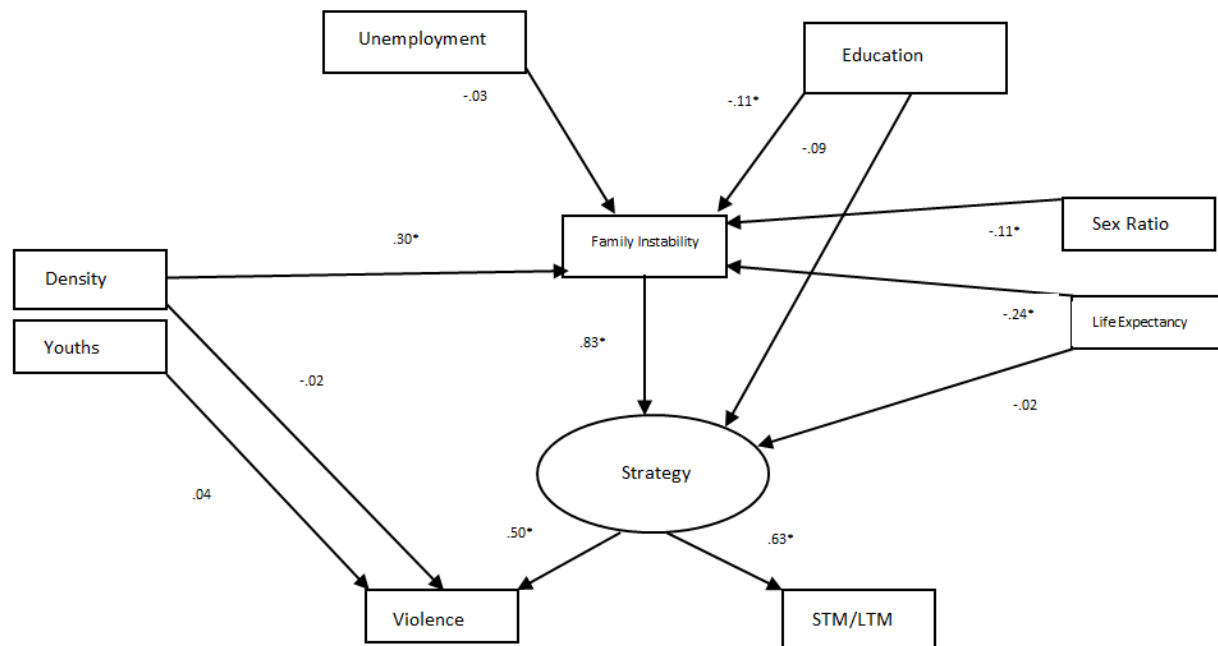 Unemployment
Education
-.03
-.11*
-.09
Family Instability
Sex Ratio
.30*
-.11*
Density
Life Expectancy
-.24*
Youths
.83*
-.02
-.02
Strategy
.04
.50*
.63*
Violence
STM/LTM